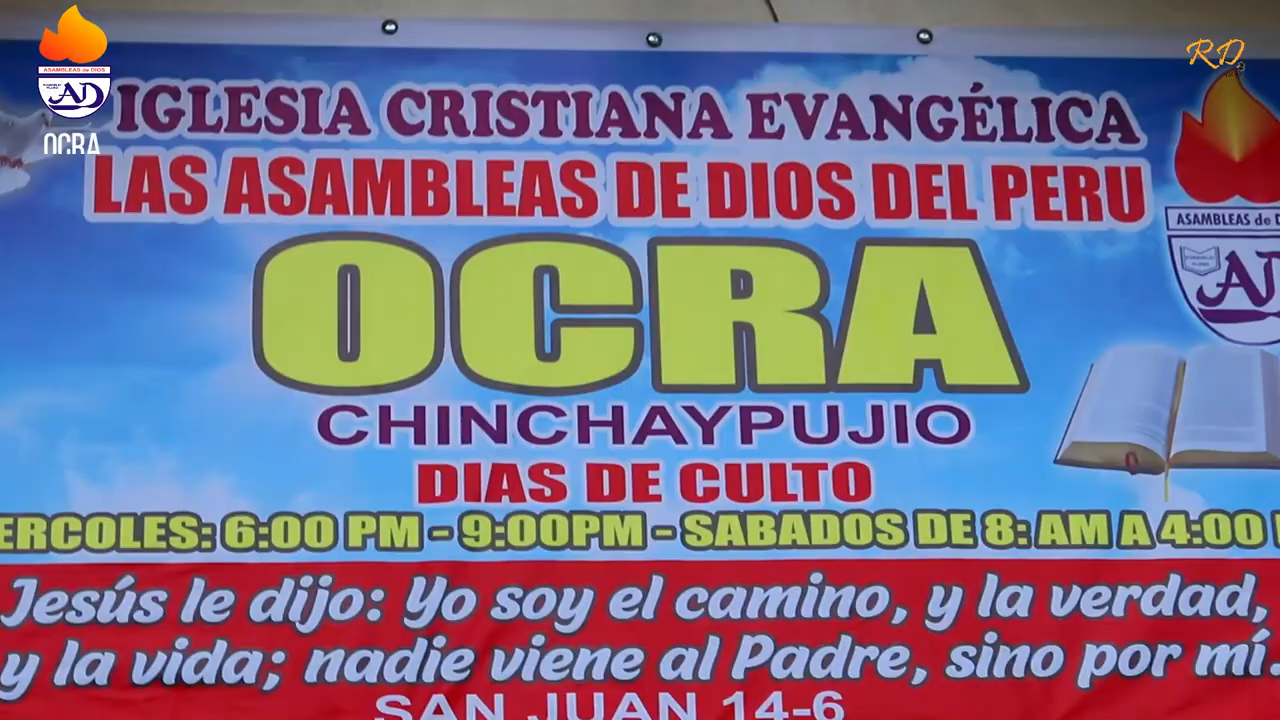 ASAMBLEAS de DIOS
AD
OCRA
RD
IGLESIA CRISTIANA EVANGÉLICA
LAS ASAMBLEAS DE DIOS DEL PERU
OCRA
CHINCHAYPUJIO
DIAS DE CULTO
ERCOLES: 6:00 PM - 9:00PM - SABADOS DE 8: AM A 4:00
Jesús le dijo: Yo soy el camino, y la verdad,
y la vida; nadie viene al Padre, sino por mí.
SAN JUAN 14-6
ASAMBLEAS de D
AD